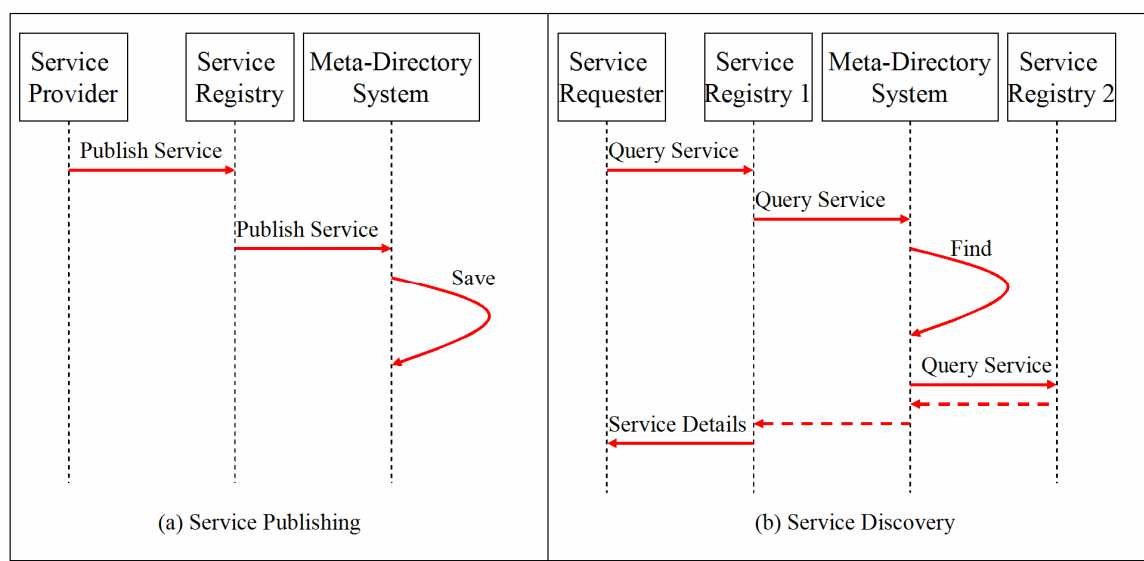 Service
Provider
Service
Registry
Meta-Directory
System
Publish Service
Publish Service
Save
(a) Service Publishing
Service
Requester
Service
Registry 1
Meta-Directory
System
Service
Registry 2
Query Service
Query Service
Find
Query Service
Service Details
(b) Service Discovery